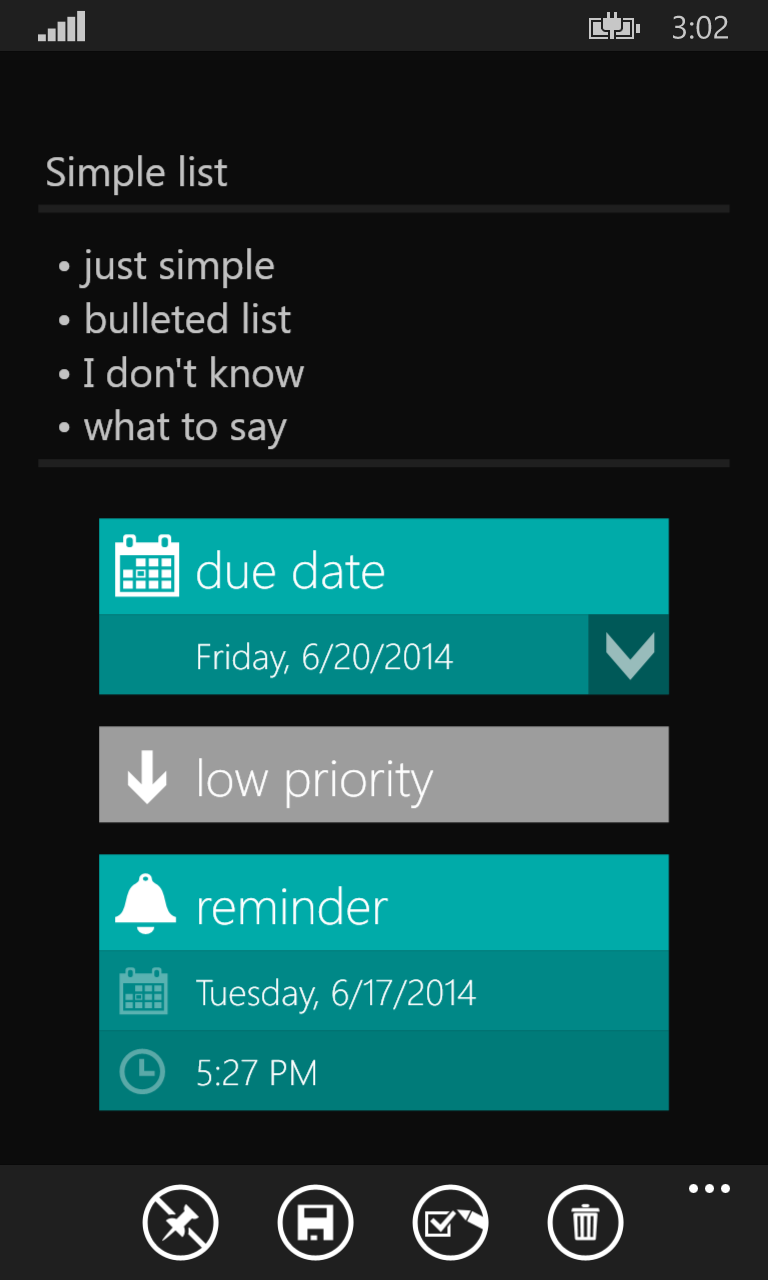 3:02
Simple list
• just simple
• bulleted list
• I don't know
• what to say
due date
Friday, 6/20/2014
low priority
reminder
Tuesday, 6/17/2014
5:27 PM